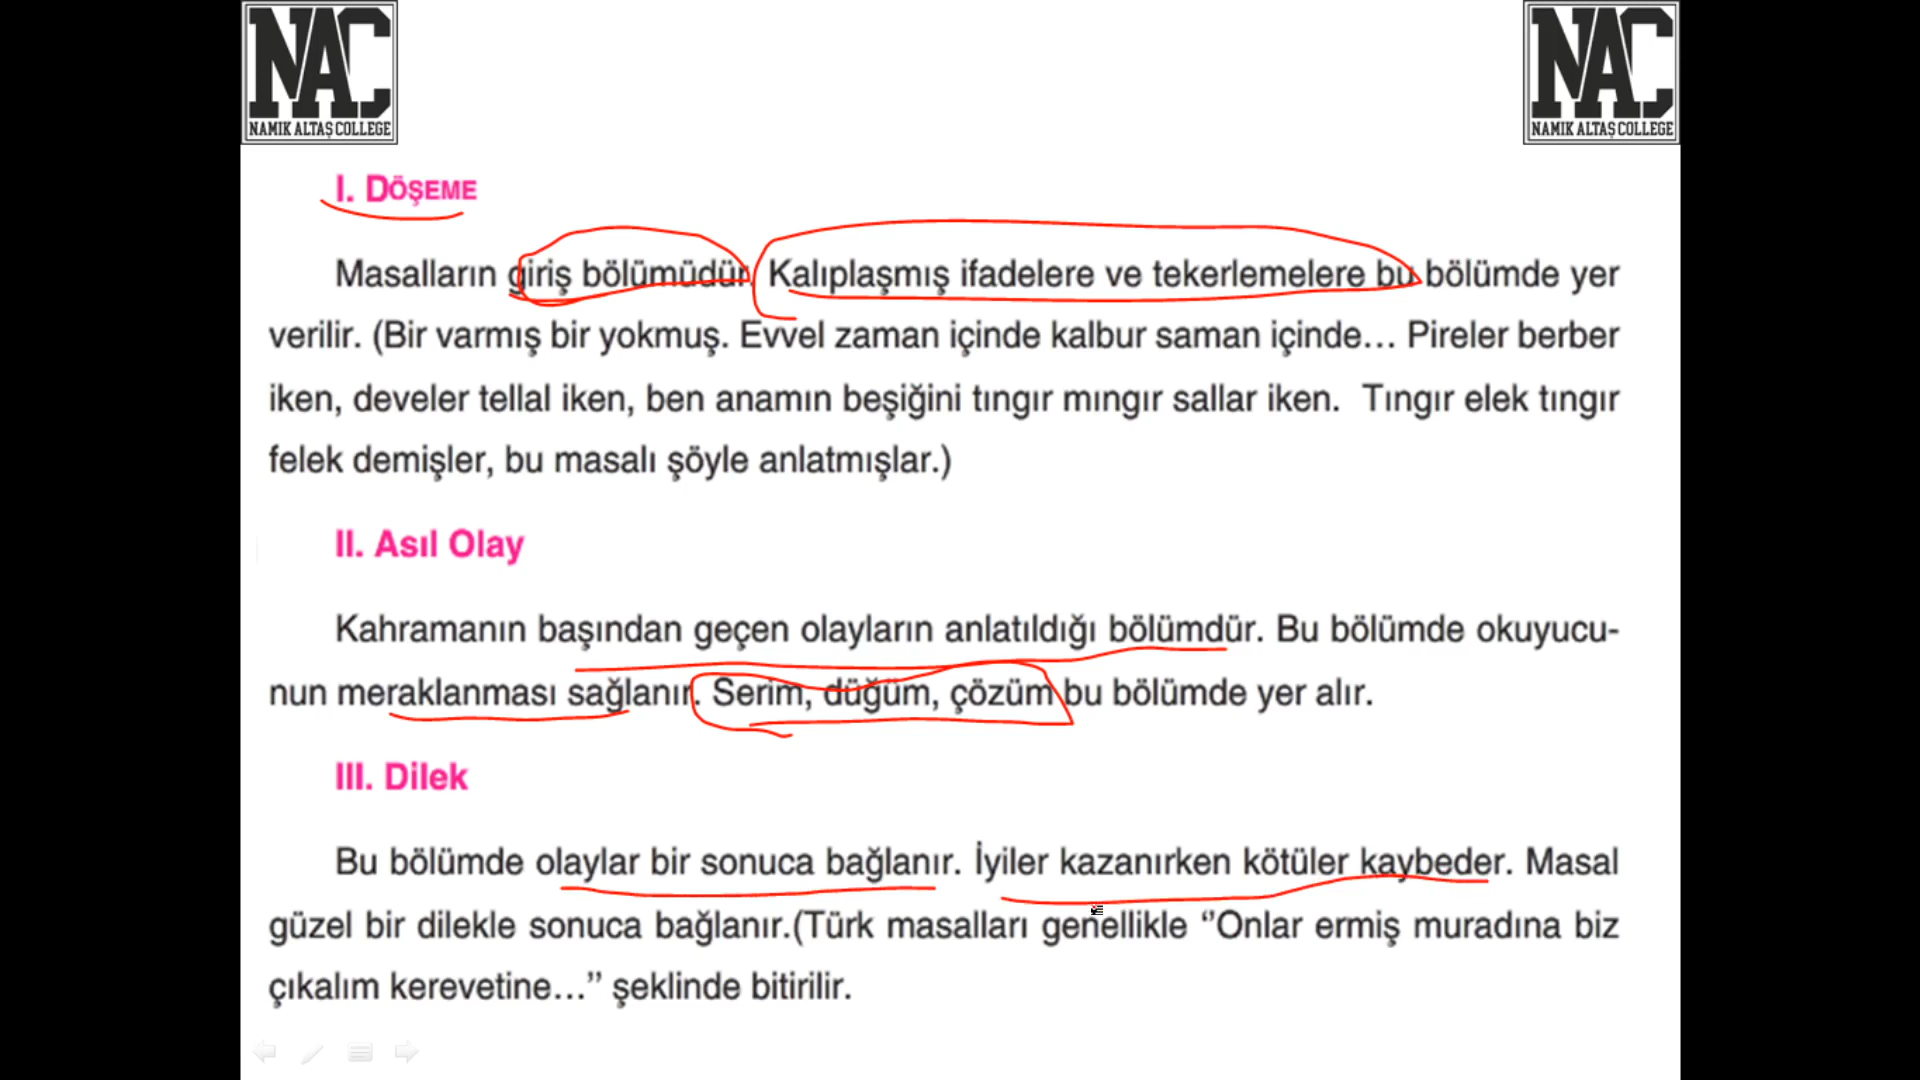 NAC NAC
NAMIK ALTAŞ COLLEGE NAMIK ALTAŞ COLLEGE
I. DÖŞEME
Masalların giriş bölümüdür. Kalıplaşmış ifadelere ve tekerlemelere bu bölümde yer
verilir. (Bir varmış bir yokmuş. Evvel zaman içinde kalbur saman içinde... Pireler berber
iken, develer tellal iken, ben anamın beşiğini tıngır mıngır sallar iken. Tıngır elek tıngır
felek demişler, bu masalı şöyle anlatmışlar.)
II. Asıl Olay
Kahramanın başından geçen olayların anlatıldığı bölümdür. Bu bölümde okuyucu-
nun meraklanması sağlanır. Serim, düğüm, çözüm bu bölümde yer alır.
III. Dilek
Bu bölümde olaylar bir sonuca bağlanır. İyiler kazanırken kötüler kaybeder. Masal
güzel bir dilekle sonuca bağlanır.(Türk masalları genellikle ‘’Onlar ermiş muradına biz
çıkalım kerevetine...’’ şeklinde bitirilir.